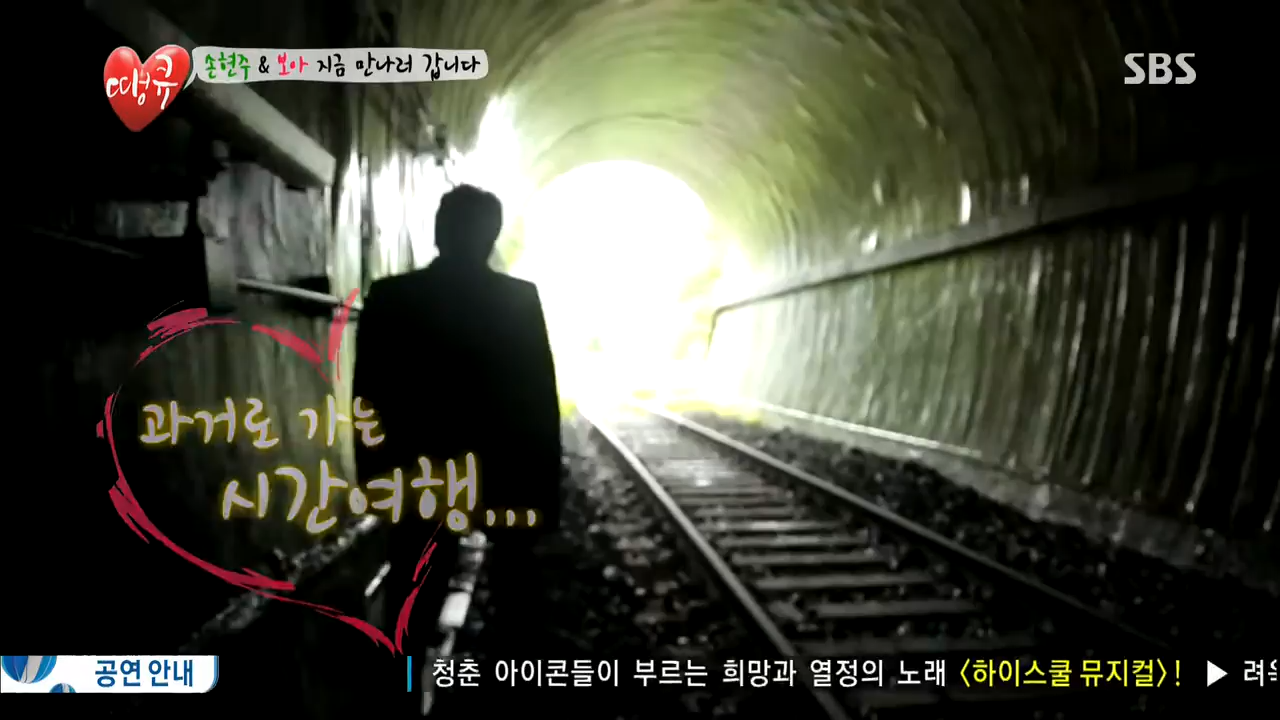 땡큐
손현주 & 보아 지금 만나러 갑니다
SBS
과거로 가는
시간여행...
공연 안내
청춘 아이콘들이 부르는 희망과 열정의 노래 <하이스쿨 뮤지컬>! ▶